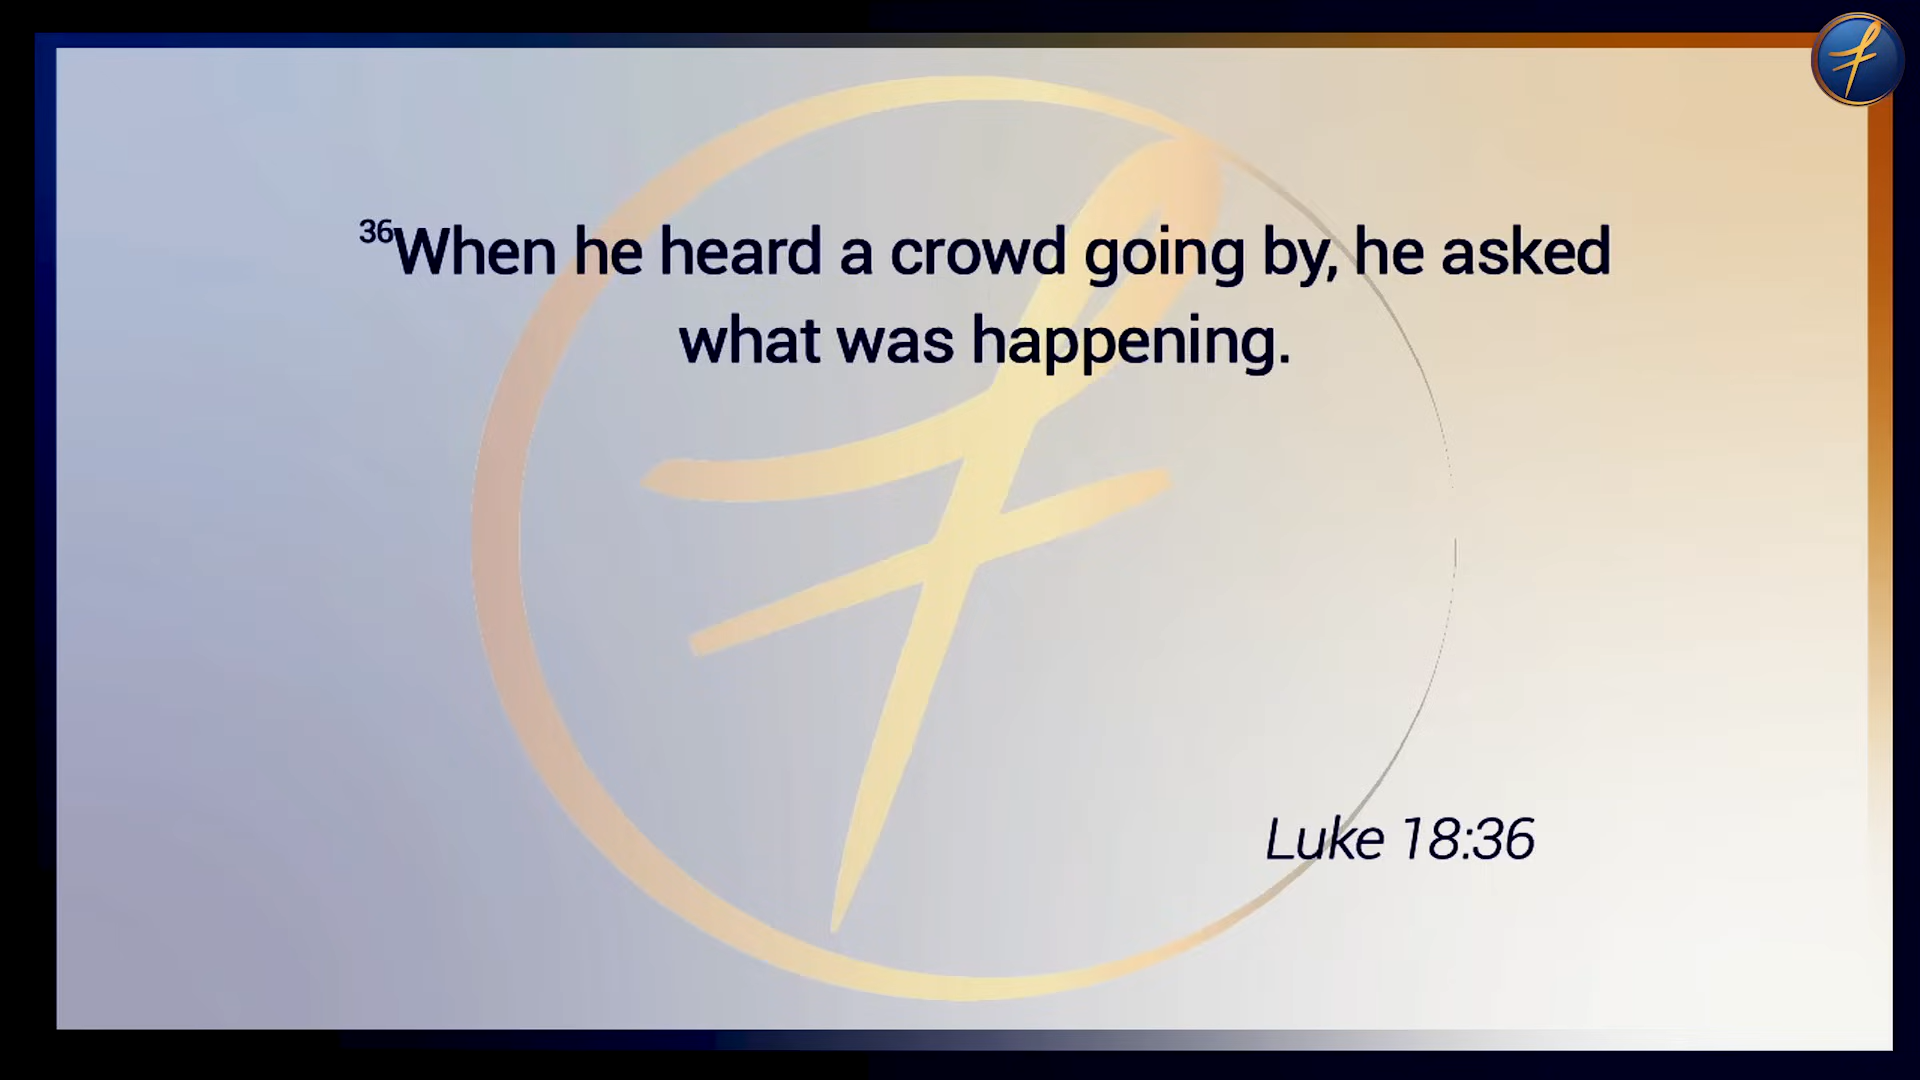 ³⁶When he heard a crowd going by, he asked
what was happening.
Luke 18:36